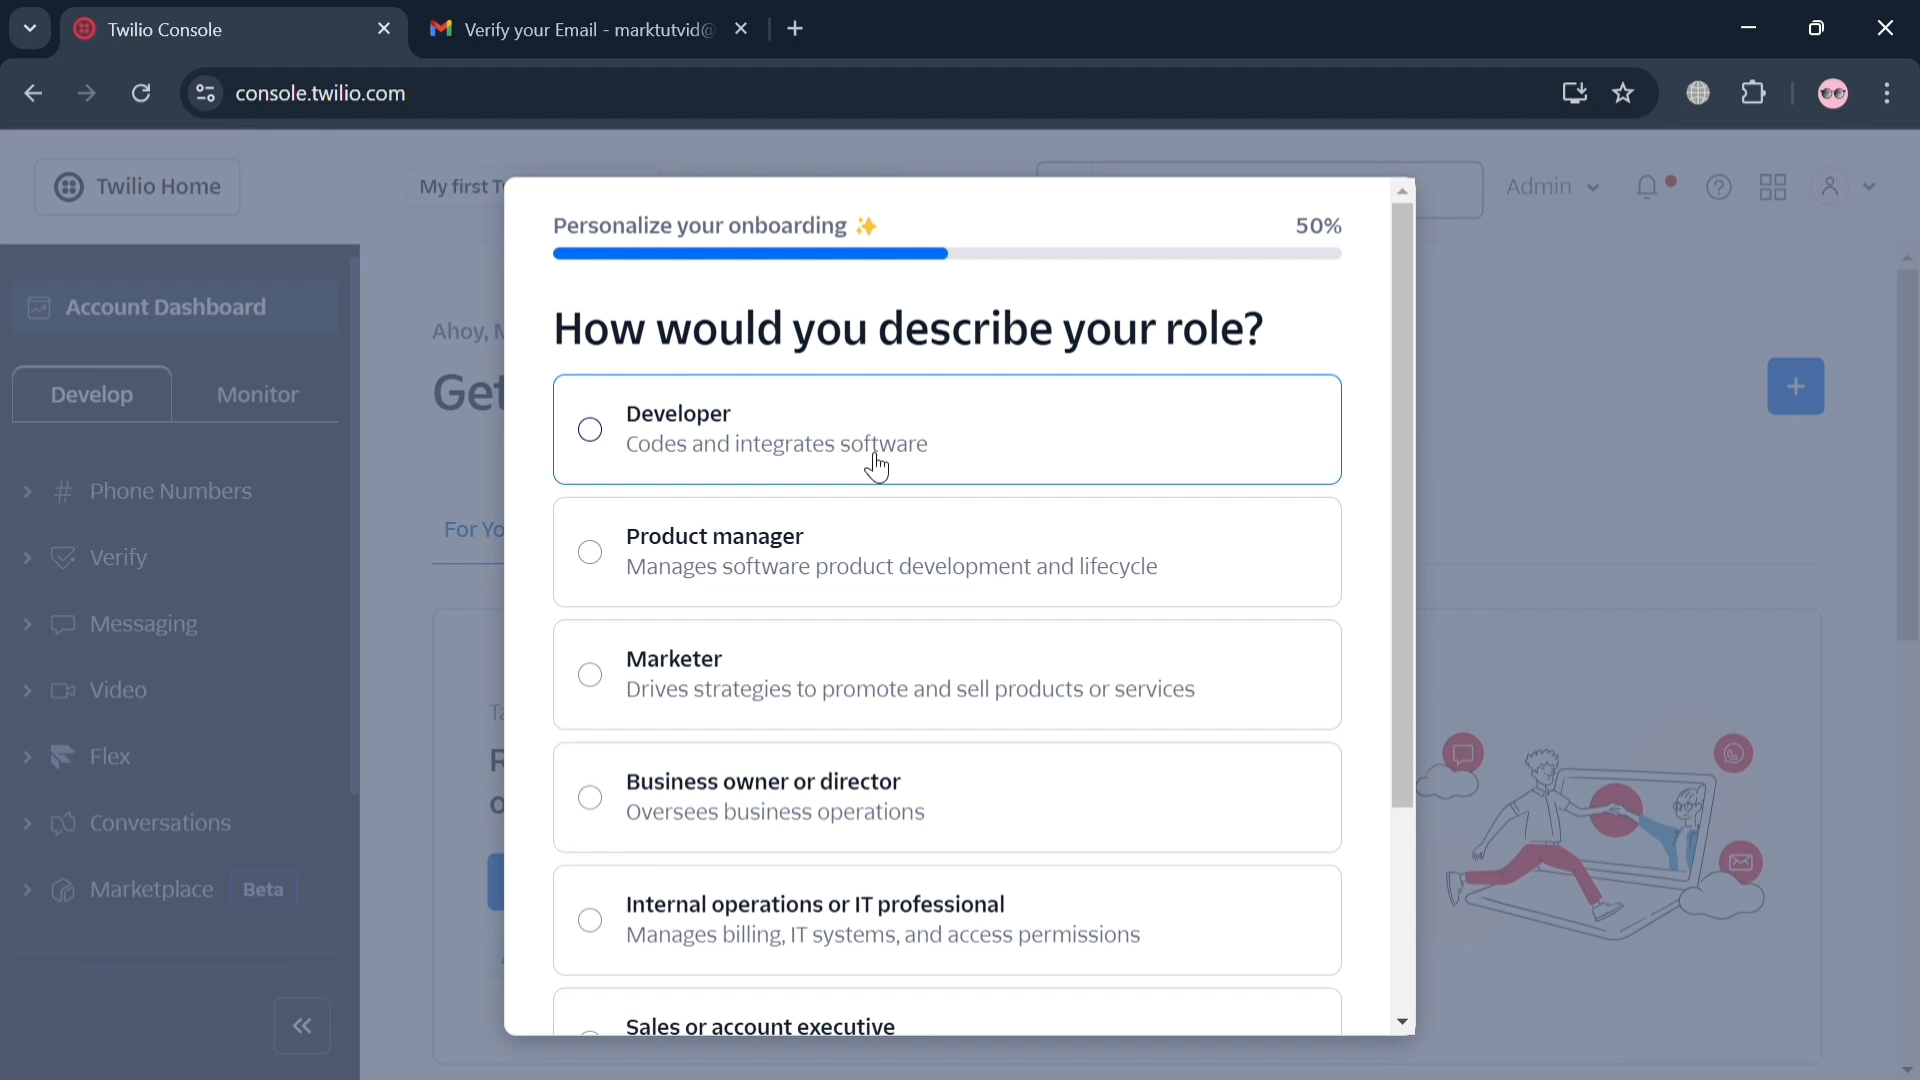 Twilio Console
Verify your Email - marktutvid@
console.twilio.com
Twilio Home
My first T
Admin
Personalize your onboarding ✨
50%
Account Dashboard
Ahoy,
How would you describe your role?
Get
Develop
Monitor
Developer
Codes and integrates software
Phone Numbers
For Yo
Product manager
Manages software product development and lifecycle
Verify
Messaging
Marketer
Drives strategies to promote and sell products or services
Video
Flex
Business owner or director
Oversees business operations
Conversations
Marketplace
Beta
Internal operations or IT professional
Manages billing, IT systems, and access permissions
Sales or account executive